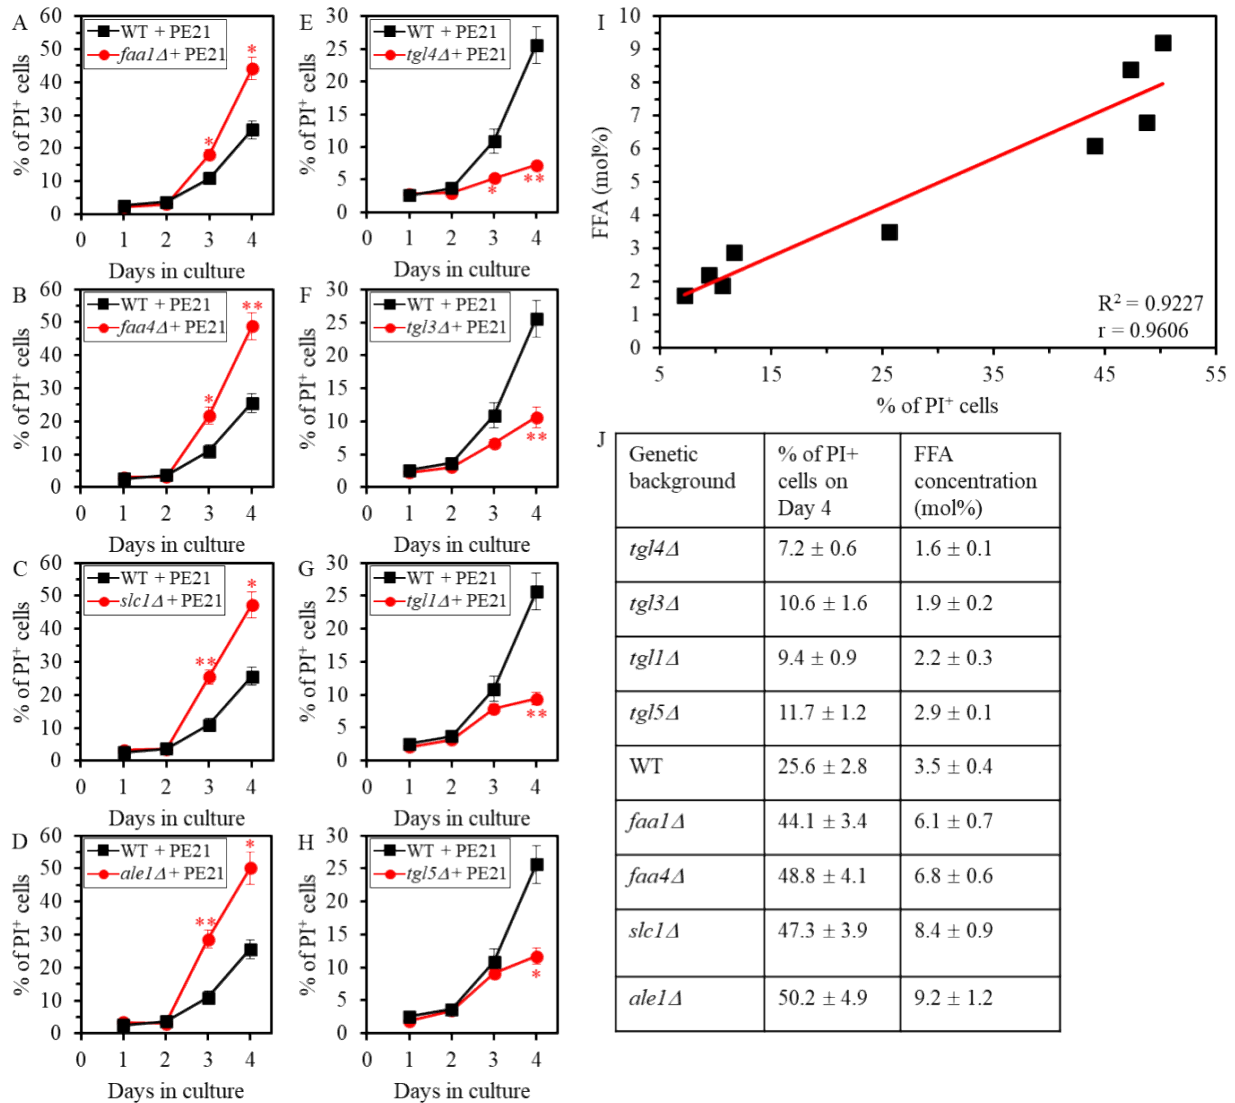 A
% of PI⁺ cells
60
50
40
30
20
10
0
WT + PE21
faa1Δ + PE21
*
*
0 1 2 3 4
Days in culture
B
% of PI⁺ cells
60
50
40
30
20
10
0
WT + PE21
faa4Δ + PE21
*
**
0 1 2 3 4
Days in culture
C
% of PI⁺ cells
60
50
40
30
20
10
0
WT + PE21
slc1Δ + PE21
**
*
0 1 2 3 4
Days in culture
D
% of PI⁺ cells
60
50
40
30
20
10
0
WT + PE21
ale1Δ + PE21
**
*
0 1 2 3 4
Days in culture
E
% of PI⁺ cells
30
25
20
15
10
5
0
WT + PE21
tgl4Δ + PE21
*
**
0 1 2 3 4
Days in culture
F
% of PI⁺ cells
30
25
20
15
10
5
0
WT + PE21
tgl3Δ + PE21
**
0 1 2 3 4
Days in culture
G
% of PI⁺ cells
30
25
20
15
10
5
0
WT + PE21
tgl1Δ + PE21
**
0 1 2 3 4
Days in culture
H
% of PI⁺ cells
30
25
20
15
10
5
0
WT + PE21
tgl5Δ + PE21
*
0 1 2 3 4
Days in culture
I
FFA (mol%)
10
9
8
7
6
5
4
3
2
1
0
R² = 0.9227
r = 0.9606
5 15 25 35 45 55
% of PI⁺ cells
J
Genetic background
% of PI+ cells on Day 4
FFA concentration (mol%)
tgl4Δ 7.2 ± 0.6 1.6 ± 0.1
tgl3Δ 10.6 ± 1.6 1.9 ± 0.2
tgl1Δ 9.4 ± 0.9 2.2 ± 0.3
tgl5Δ 11.7 ± 1.2 2.9 ± 0.1
WT 25.6 ± 2.8 3.5 ± 0.4
faa1Δ 44.1 ± 3.4 6.1 ± 0.7
faa4Δ 48.8 ± 4.1 6.8 ± 0.6
slc1Δ 47.3 ± 3.9 8.4 ± 0.9
ale1Δ 50.2 ± 4.9 9.2 ± 1.2